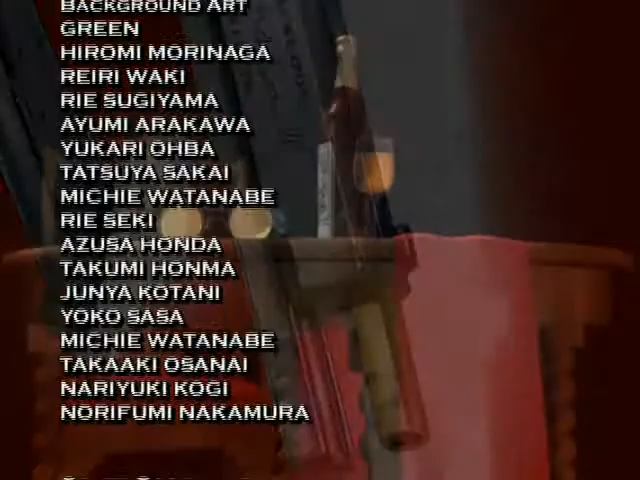 BACKGROUND ART
GREEN
HIROMI MORINAGA
REIRI WAKI
RIE SUGIYAMA
AYUMI ARAKAWA
YUKARI OHBA
TATSUYA SAKAI
MICHIE WATANABE
RIE SEKI
AZUSA HONDA
TAKUMI HONMA
JUNYA KOTANI
YOKO SASA
MICHIE WATANABE
TAKAAKI OSANAI
NARIYUKI KOGI
NORIFUMI NAKAMURA